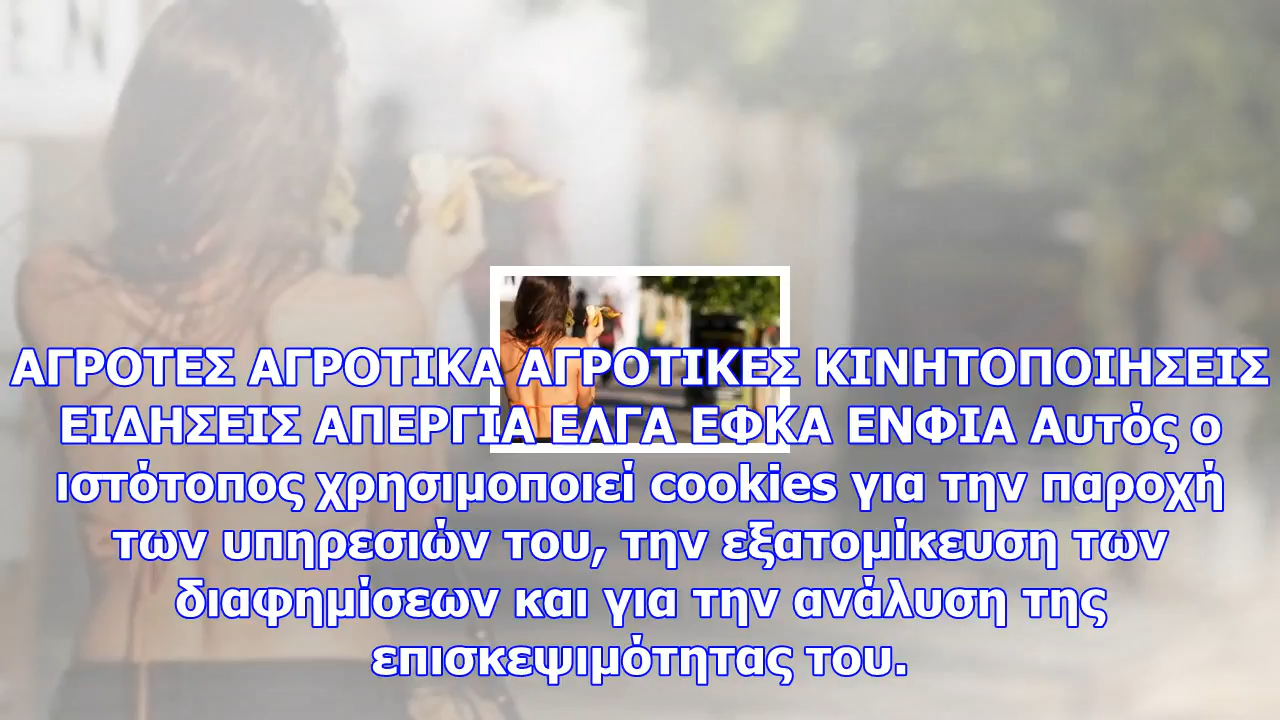 ΑΓΡΟΤΕΣ ΑΓΡΟΤΙΚΑ ΑΓΡΟΤΙΚΕΣ ΚΙΝΗΤΟΠΟΙΗΣΕΙΣ
ΕΙΔΗΣΕΙΣ ΑΠΕΡΓΙΑ ΕΛΓΑ ΕΦΚΑ ΕΝΦΙΑ Αυτός ο
ιστότοπος χρησιμοποιεί cookies για την παροχή
των υπηρεσιών του, την εξατομίκευση των
διαφημίσεων και για την ανάλυση της
επισκεψιμότητας του.